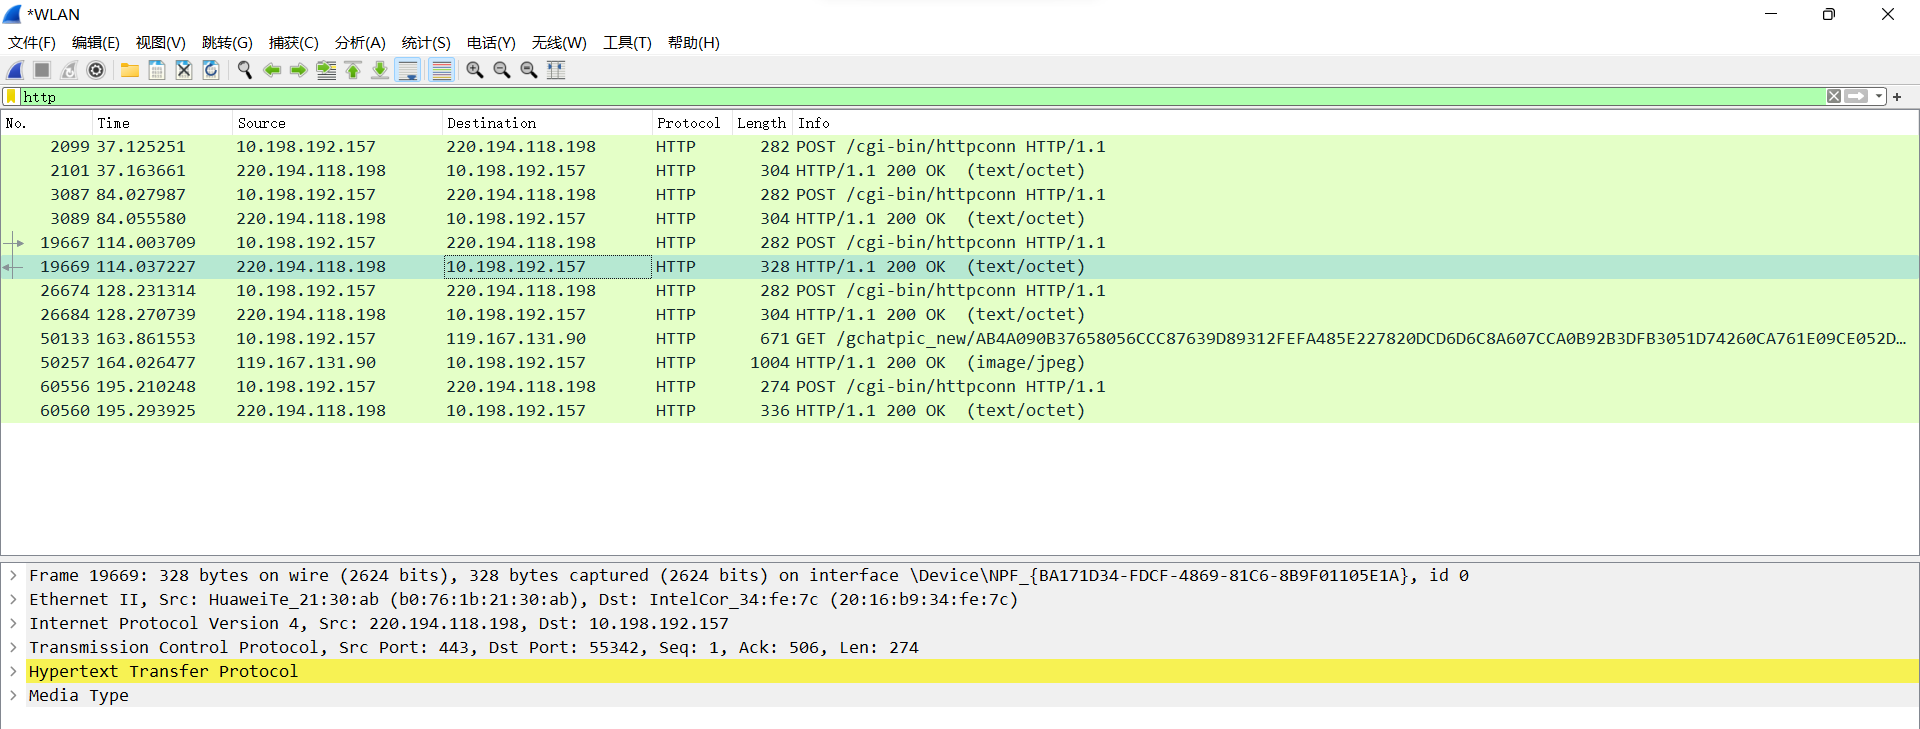 *WLAN
文件(F) 编辑(E) 视图(V) 跳转(G) 捕获(C) 分析(A) 统计(S) 电话(Y) 无线(W) 工具(T) 帮助(H)
http
No. Time Source Destination Protocol Length Info
2099 37.125251 10.198.192.157 220.194.118.198 HTTP 282 POST /cgi-bin/httpconn HTTP/1.1
2101 37.163661 220.194.118.198 10.198.192.157 HTTP 304 HTTP/1.1 200 OK (text/octet)
3087 84.027987 10.198.192.157 220.194.118.198 HTTP 282 POST /cgi-bin/httpconn HTTP/1.1
3089 84.055580 220.194.118.198 10.198.192.157 HTTP 304 HTTP/1.1 200 OK (text/octet)
19667 114.003709 10.198.192.157 220.194.118.198 HTTP 282 POST /cgi-bin/httpconn HTTP/1.1
19669 114.037227 220.194.118.198 10.198.192.157 HTTP 328 HTTP/1.1 200 OK (text/octet)
26674 128.231314 10.198.192.157 220.194.118.198 HTTP 282 POST /cgi-bin/httpconn HTTP/1.1
26684 128.270739 220.194.118.198 10.198.192.157 HTTP 304 HTTP/1.1 200 OK (text/octet)
50133 163.861553 10.198.192.157 119.167.131.90 HTTP 671 GET /gchatpic_new/AB4A090B37658056CCC87639D89312FEFA485E227820DCD6D6C8A607CCA0B92B3DFB3051D74260CA761E09CE052D…
50257 164.026477 119.167.131.90 10.198.192.157 HTTP 1004 HTTP/1.1 200 OK (image/jpeg)
60556 195.210248 10.198.192.157 220.194.118.198 HTTP 274 POST /cgi-bin/httpconn HTTP/1.1
60560 195.293925 220.194.118.198 10.198.192.157 HTTP 336 HTTP/1.1 200 OK (text/octet)
Frame 19669: 328 bytes on wire (2624 bits), 328 bytes captured (2624 bits) on interface \Device\NPF_{BA171D34-FDCF-4869-81C6-8B9F01105E1A}, id 0
Ethernet II, Src: HuaweiTe_21:30:ab (b0:76:1b:21:30:ab), Dst: IntelCor_34:fe:7c (20:16:b9:34:fe:7c)
Internet Protocol Version 4, Src: 220.194.118.198, Dst: 10.198.192.157
Transmission Control Protocol, Src Port: 443, Dst Port: 55342, Seq: 1, Ack: 506, Len: 274
Hypertext Transfer Protocol
Media Type